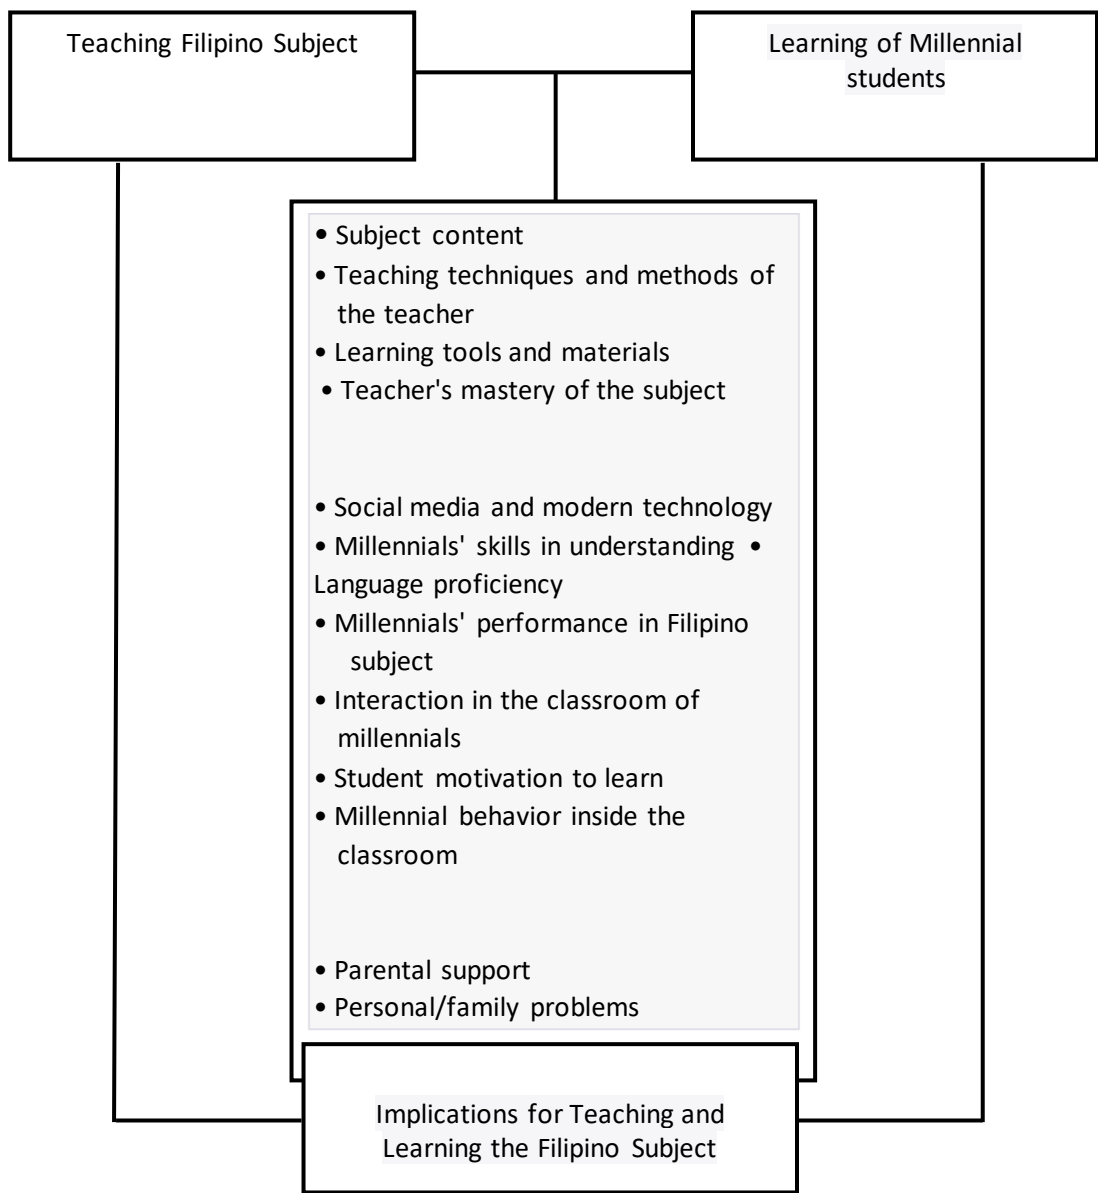 Teaching Filipino Subject
Learning of Millennial
students
• Subject content
• Teaching techniques and methods of
the teacher
• Learning tools and materials
• Teacher's mastery of the subject
• Social media and modern technology
• Millennials' skills in understanding •
Language proficiency
• Millennials' performance in Filipino
subject
• Interaction in the classroom of
millennials
• Student motivation to learn
• Millennial behavior inside the
classroom
• Parental support
• Personal/family problems
Implications for Teaching and
Learning the Filipino Subject